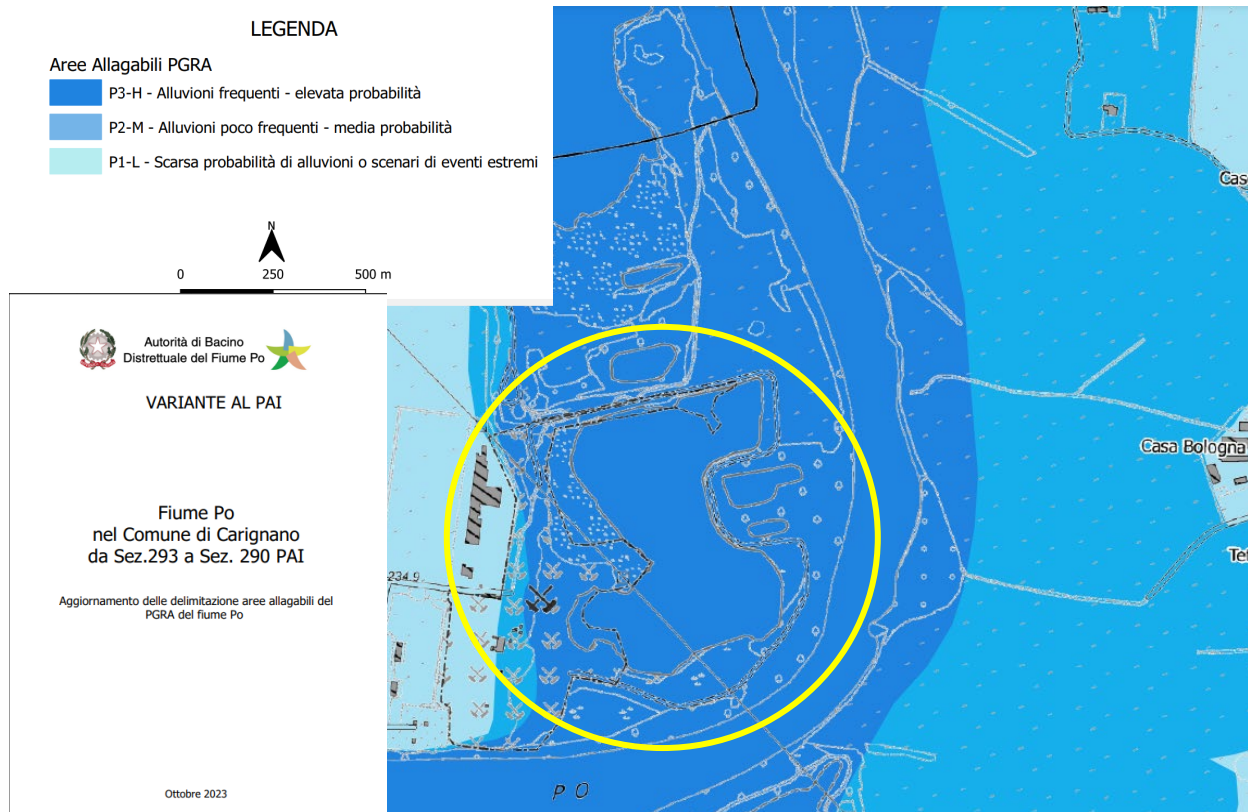 LEGENDA
Aree Allagabili PGRA
P3-H - Alluvioni frequenti - elevata probabilità
P2-M - Alluvioni poco frequenti - media probabilità
P1-L - Scarsa probabilità di alluvioni o scenari di eventi estremi
N
0 250 500 m
Autorità di Bacino
Distrettuale del Fiume Po
VARIANTE AL PAI
Fiume Po
nel Comune di Carignano
da Sez.293 a Sez. 290 PAI
Aggiornamento delle delimitazione aree allagabili del
PGRA del fiume Po
Ottobre 2023
Cas
Casa Bologna
Tet
234.9
P O